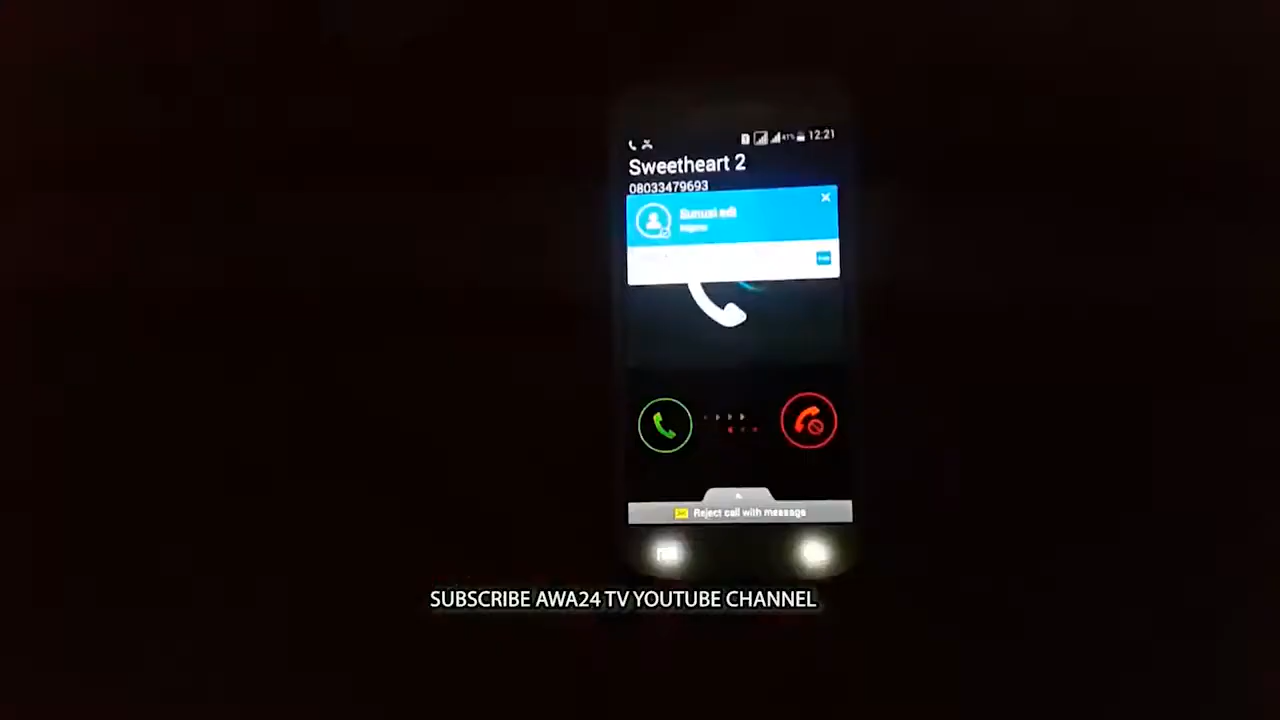 12:21
Sweetheart 2
08033479693
Reject call with message
SUBSCRIBE AWA24 TV YOUTUBE CHANNEL